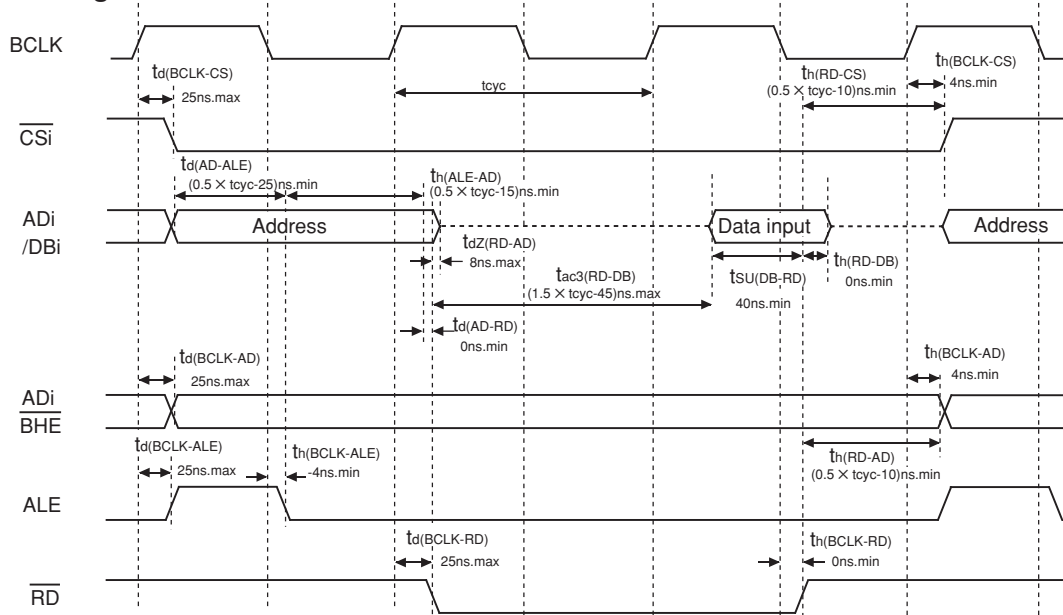 BCLK
td(BCLK-CS)
25ns.max
tcyc
th(RD-CS)
(0.5 × tcyc-10)ns.min
th(BCLK-CS)
4ns.min
CSi
td(AD-ALE)
(0.5 × tcyc-25)ns.min
th(ALE-AD)
(0.5 × tcyc-15)ns.min
ADi
/DBi
Address
Data input
Address
tdZ(RD-AD)
8ns.max
tac3(RD-DB)
(1.5 × tcyc-45)ns.max
tSU(DB-RD)
40ns.min
th(RD-DB)
0ns.min
td(AD-RD)
0ns.min
td(BCLK-AD)
25ns.max
th(BCLK-AD)
4ns.min
ADi
BHE
td(BCLK-ALE)
25ns.max
th(BCLK-ALE)
-4ns.min
th(RD-AD)
(0.5 × tcyc-10)ns.min
ALE
td(BCLK-RD)
25ns.max
th(BCLK-RD)
0ns.min
RD